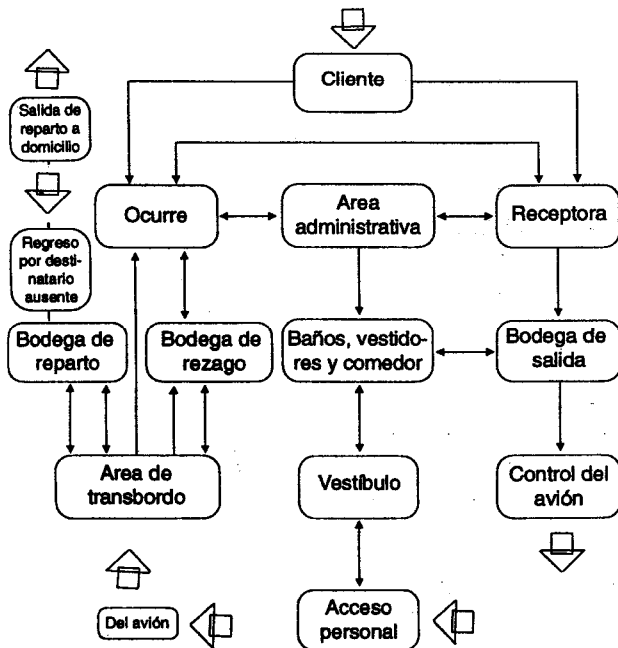 Cliente
Salida de
reparto a
domicilio
Ocurre
Area
administrativa
Receptora
Regreso
por desti-
natario
ausente
Bodega de
reparto
Bodega de
rezago
Baños, vestido-
res y comedor
Bodega de
salida
Area de
transbordo
Vestíbulo
Control del
avión
Del avión
Acceso
personal